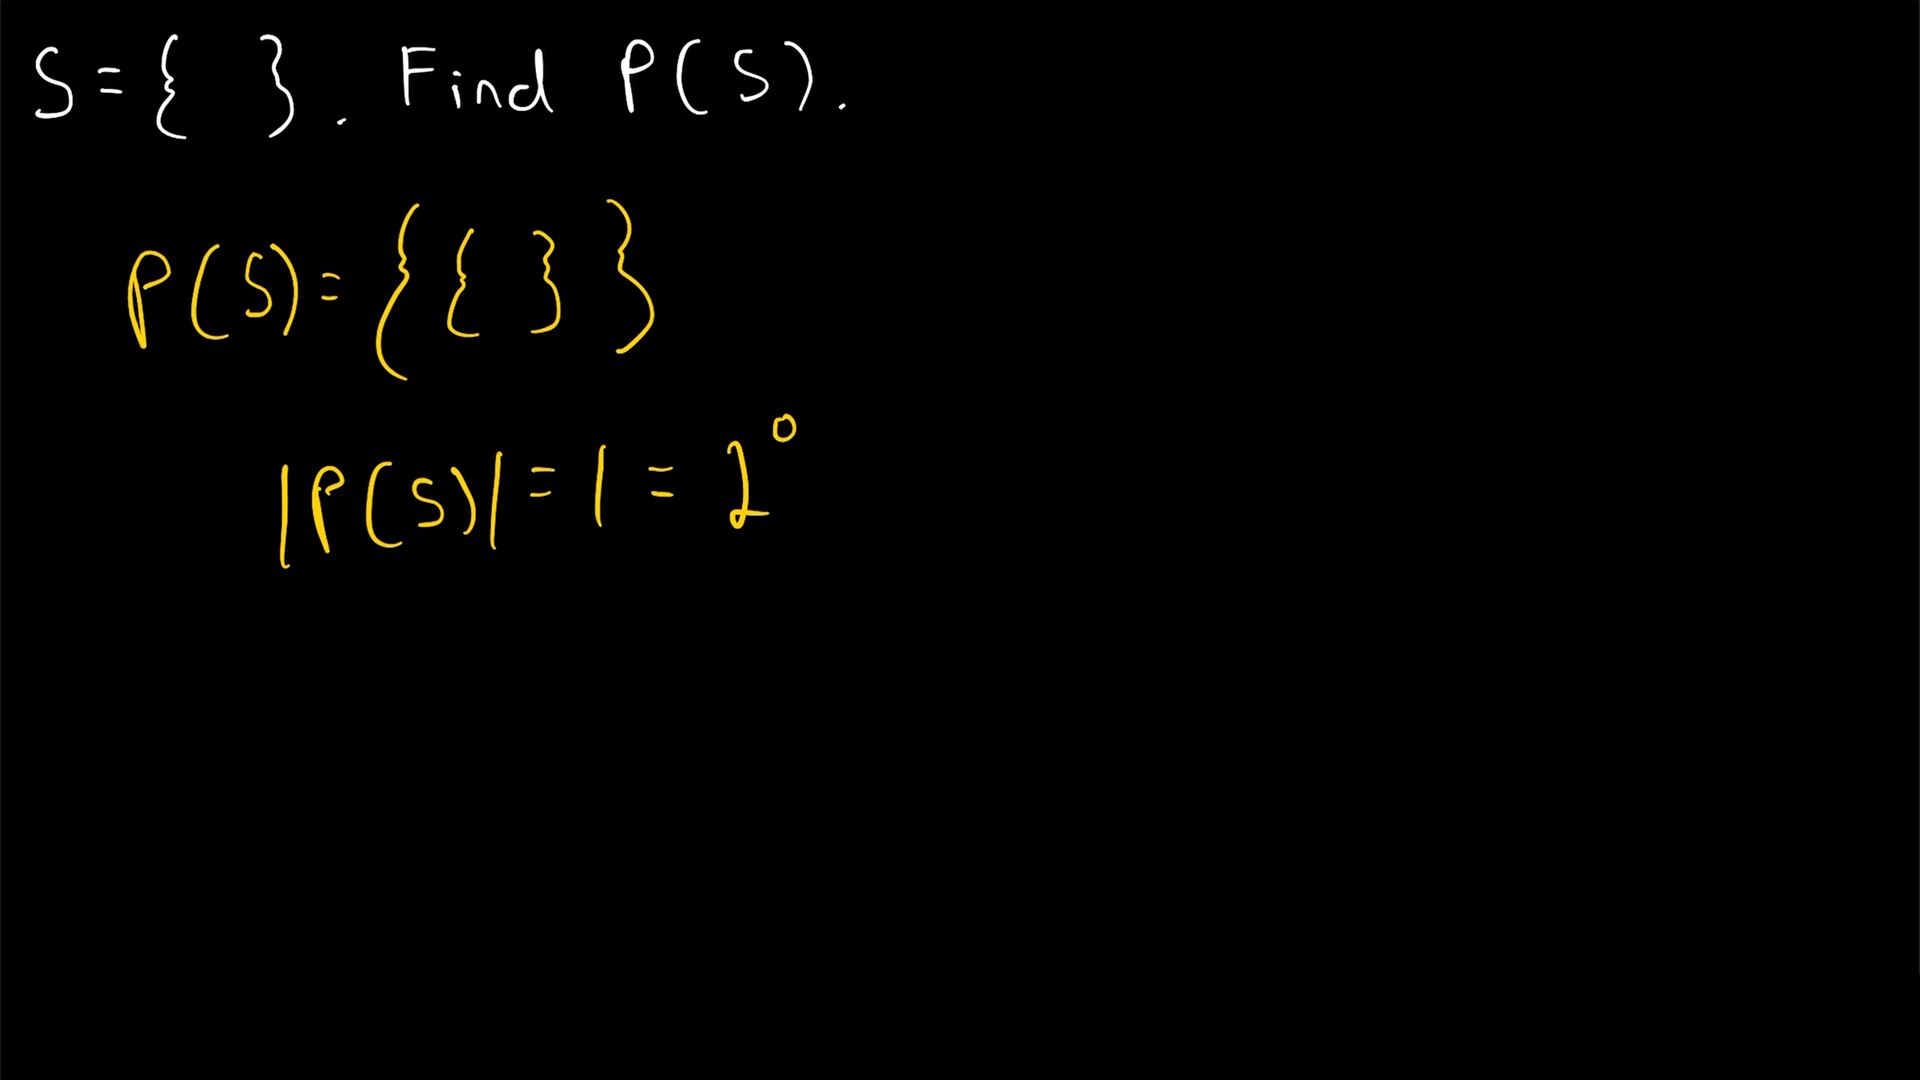 S = { }. Find P(S).
P(S) = { { } }
|P(S)| = 1 = 2⁰